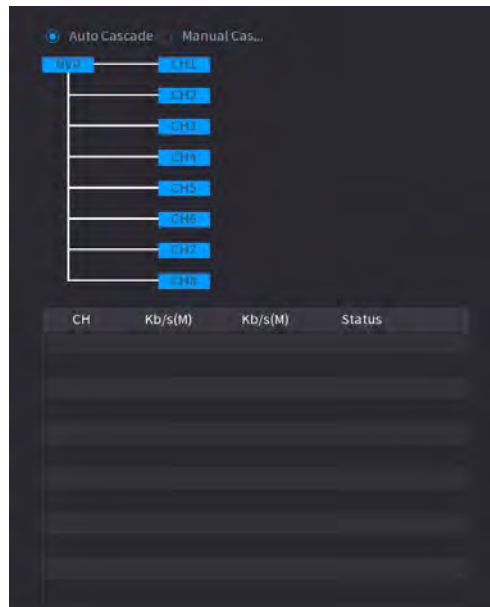 Auto Cascade Manual Cas...
NVR CH1
CH2
CH3
CH4
CH5
CH6
CH7
CH8
CH Kb/s(M) Kb/s(M) Status